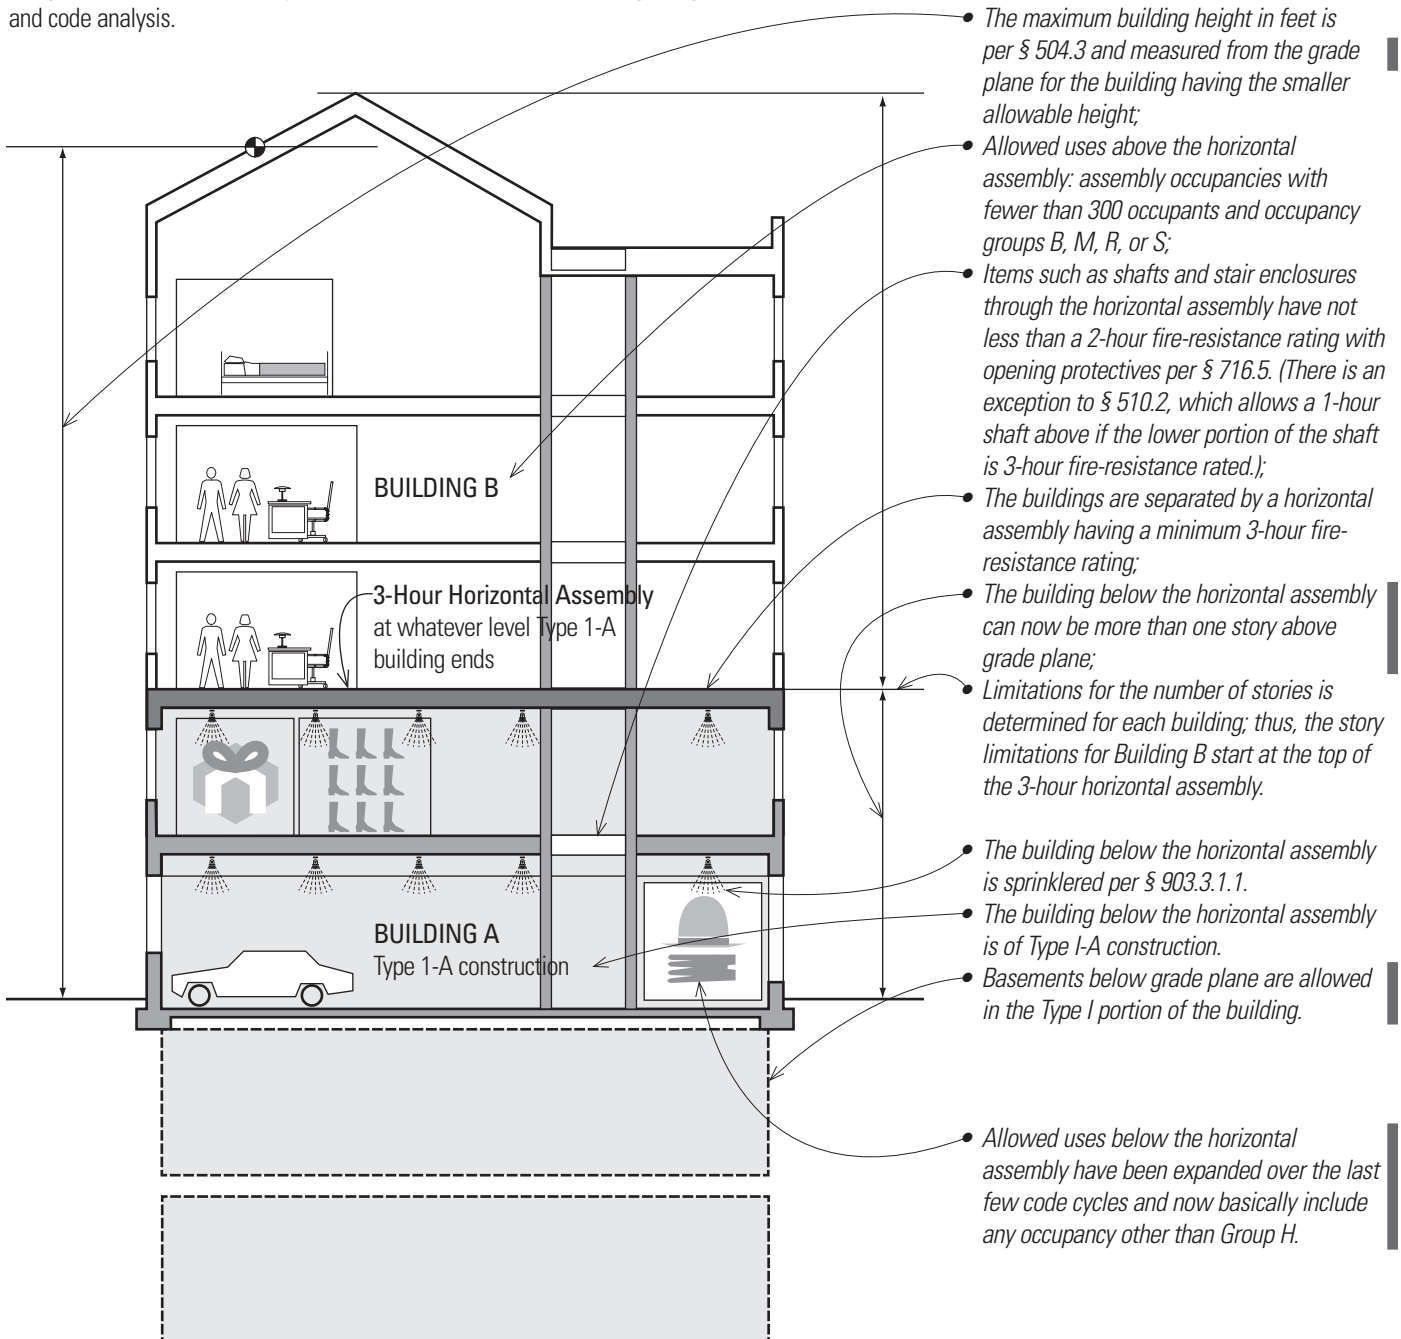 and code analysis.
• The maximum building height in feet is
per § 504.3 and measured from the grade
plane for the building having the smaller
allowable height;
• Allowed uses above the horizontal
assembly: assembly occupancies with
fewer than 300 occupants and occupancy
groups B, M, R, or S;
• Items such as shafts and stair enclosures
through the horizontal assembly have not
less than a 2-hour fire-resistance rating with
opening protectives per § 716.5. (There is an
exception to § 510.2, which allows a 1-hour
shaft above if the lower portion of the shaft
is 3-hour fire-resistance rated.);
• The buildings are separated by a horizontal
assembly having a minimum 3-hour fire-
resistance rating;
• The building below the horizontal assembly
can now be more than one story above
grade plane;
• Limitations for the number of stories is
determined for each building; thus, the story
limitations for Building B start at the top of
the 3-hour horizontal assembly.
• The building below the horizontal assembly
is sprinklered per § 903.3.1.1.
• The building below the horizontal assembly
is of Type I-A construction.
• Basements below grade plane are allowed
in the Type I portion of the building.
• Allowed uses below the horizontal
assembly have been expanded over the last
few code cycles and now basically include
any occupancy other than Group H.
BUILDING B
3-Hour Horizontal Assembly
at whatever level Type 1-A
building ends
BUILDING A
Type 1-A construction